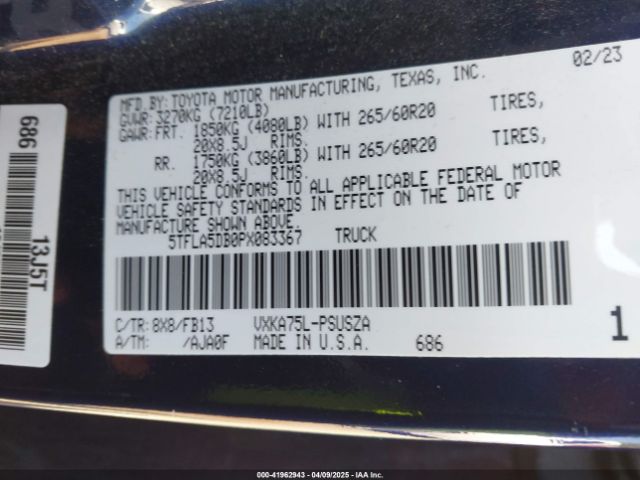 02/23
MFD.BY:TOYOTA MOTOR MANUFACTURING, TEXAS, INC.
GVWR: 3270KG (7210LB)
GAWR: FRT. 1850KG (4080LB) WITH 265/60R20 TIRES,
20X8.5J RIMS.
RR. 1750KG (3860LB) WITH 265/60R20 TIRES,
20X8.5J RIMS.
THIS VEHICLE CONFORMS TO ALL APPLICABLE FEDERAL MOTOR
VEHICLE SAFETY STANDARDS IN EFFECT ON THE DATE OF
MANUFACTURE SHOWN ABOVE.
5TFLA5DB0PX083367 TRUCK
C/TR: 8X8/FB13 VXKA75L-PSUSZA
A/TM: /AJA0F MADE IN U.S.A. 686
1
686
13J5T
000-41962943 - 04/09/2025 - IAA Inc.